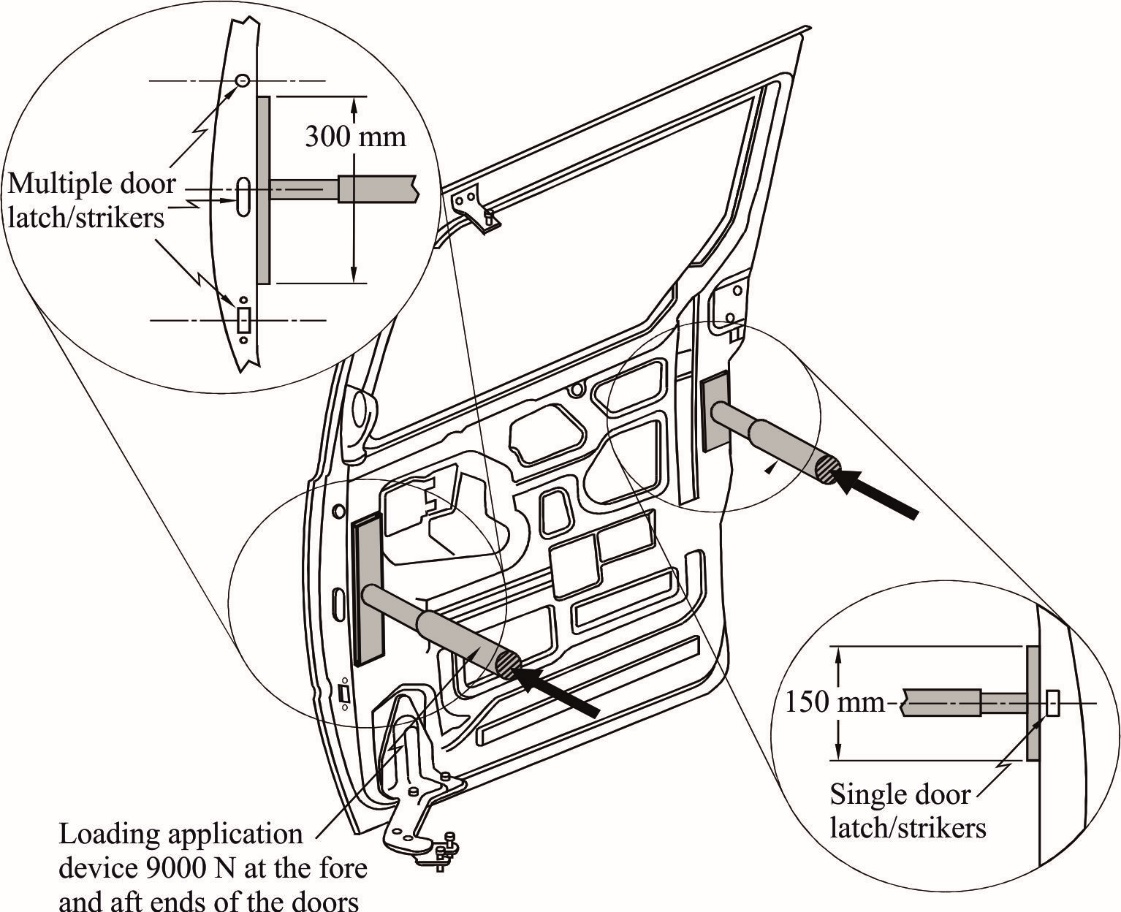 300 mm
Multiple door
latch/strikers
150 mm
Single door
latch/strikers
Loading application
device 9000 N at the fore
and aft ends of the doors